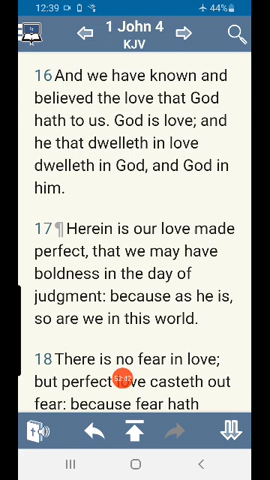 12:39
44%
1 John 4
KJV
16 And we have known and
believed the love that God
hath to us. God is love; and
he that dwelleth in love
dwelleth in God, and God in
him.
17 ¶ Herein is our love made
perfect, that we may have
boldness in the day of
judgment: because as he is,
so are we in this world.
18 There is no fear in love;
but perfect love casteth out
fear: because fear hath